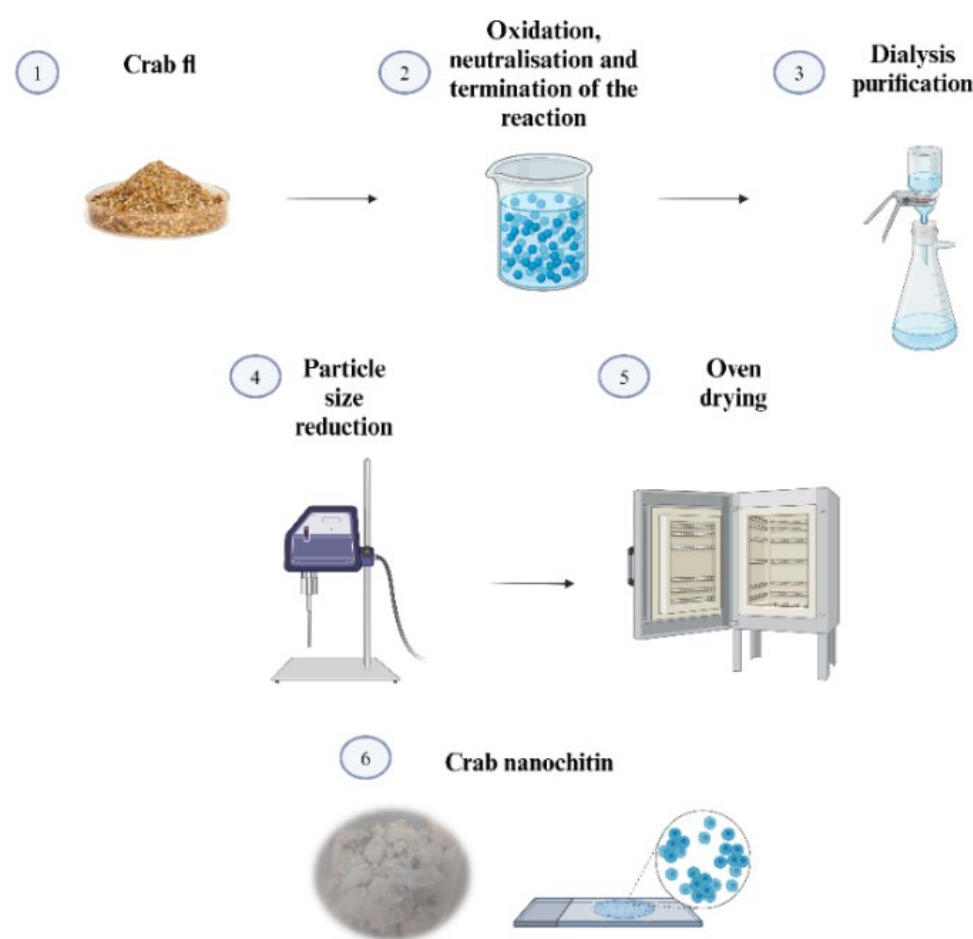 1
Crab fl
2
Oxidation,
neutralisation and
termination of the
reaction
3
Dialysis
purification
4
Particle
size
reduction
5
Oven
drying
6
Crab nanochitin